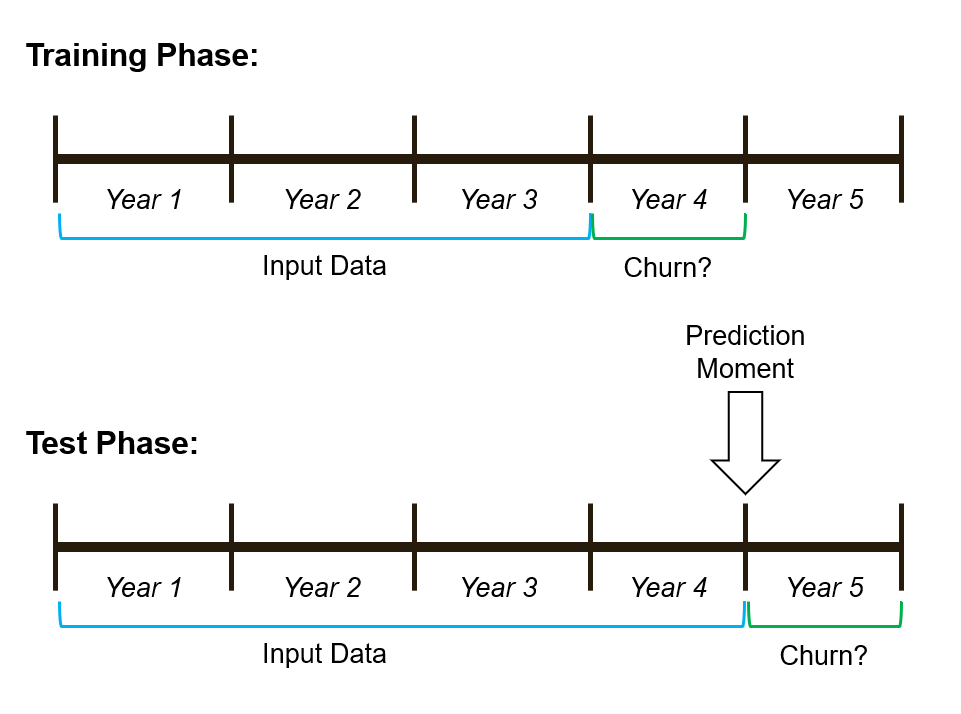 Training Phase:
Year 1 Year 2 Year 3 Year 4 Year 5
Input Data Churn?
Prediction
Moment
Test Phase:
Year 1 Year 2 Year 3 Year 4 Year 5
Input Data Churn?